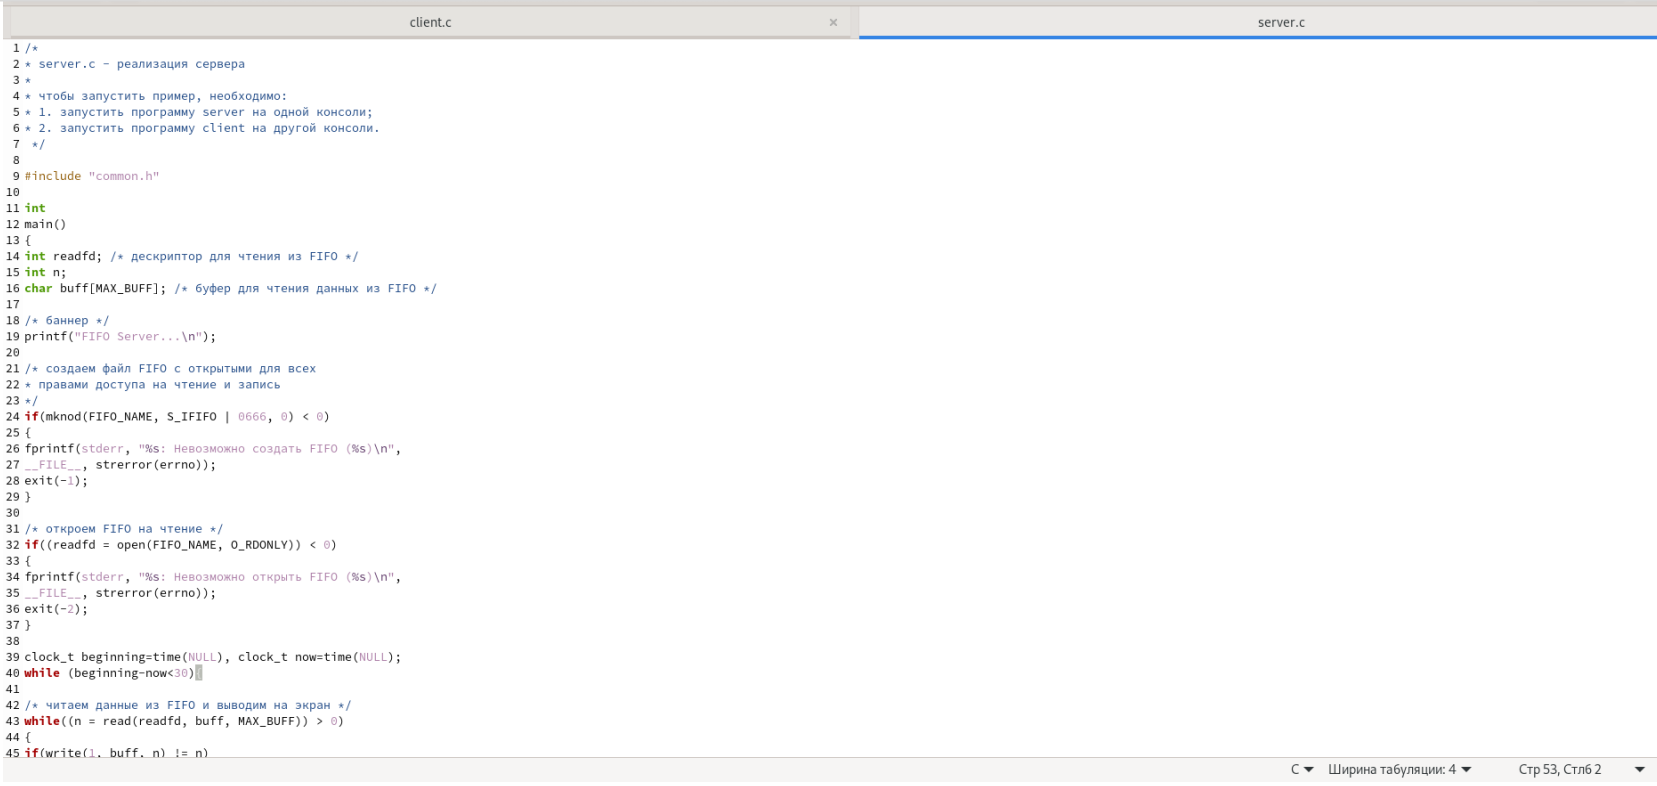 client.c ×
server.c
1 /*
2 * server.c - реализация сервера
3 *
4 * чтобы запустить пример, необходимо:
5 * 1. запустить программу server на одной консоли;
6 * 2. запустить программу client на другой консоли.
7 */
8
9 #include "common.h"
10
11 int
12 main()
13 {
14 int readfd; /* дескриптор для чтения из FIFO */
15 int n;
16 char buff[MAX_BUFF]; /* буфер для чтения данных из FIFO */
17
18 /* баннер */
19 printf("FIFO Server...\n");
20
21 /* создаем файл FIFO с открытыми для всех
22 * правами доступа на чтение и запись
23 */
24 if(mknod(FIFO_NAME, S_IFIFO | 0666, 0) < 0)
25 {
26 fprintf(stderr, "%s: Невозможно создать FIFO (%s)\n",
27 __FILE__, strerror(errno));
28 exit(-1);
29 }
30
31 /* откроем FIFO на чтение */
32 if((readfd = open(FIFO_NAME, O_RDONLY)) < 0)
33 {
34 fprintf(stderr, "%s: Невозможно открыть FIFO (%s)\n",
35 __FILE__, strerror(errno));
36 exit(-2);
37 }
38
39 clock_t beginning=time(NULL), clock_t now=time(NULL);
40 while (beginning-now<30){
41
42 /* читаем данные из FIFO и выводим на экран */
43 while((n = read(readfd, buff, MAX_BUFF)) > 0)
44 {
45 if(write(1, buff, n) != n)
C Ширина табуляции: 4 Стр 53, Стлб 2